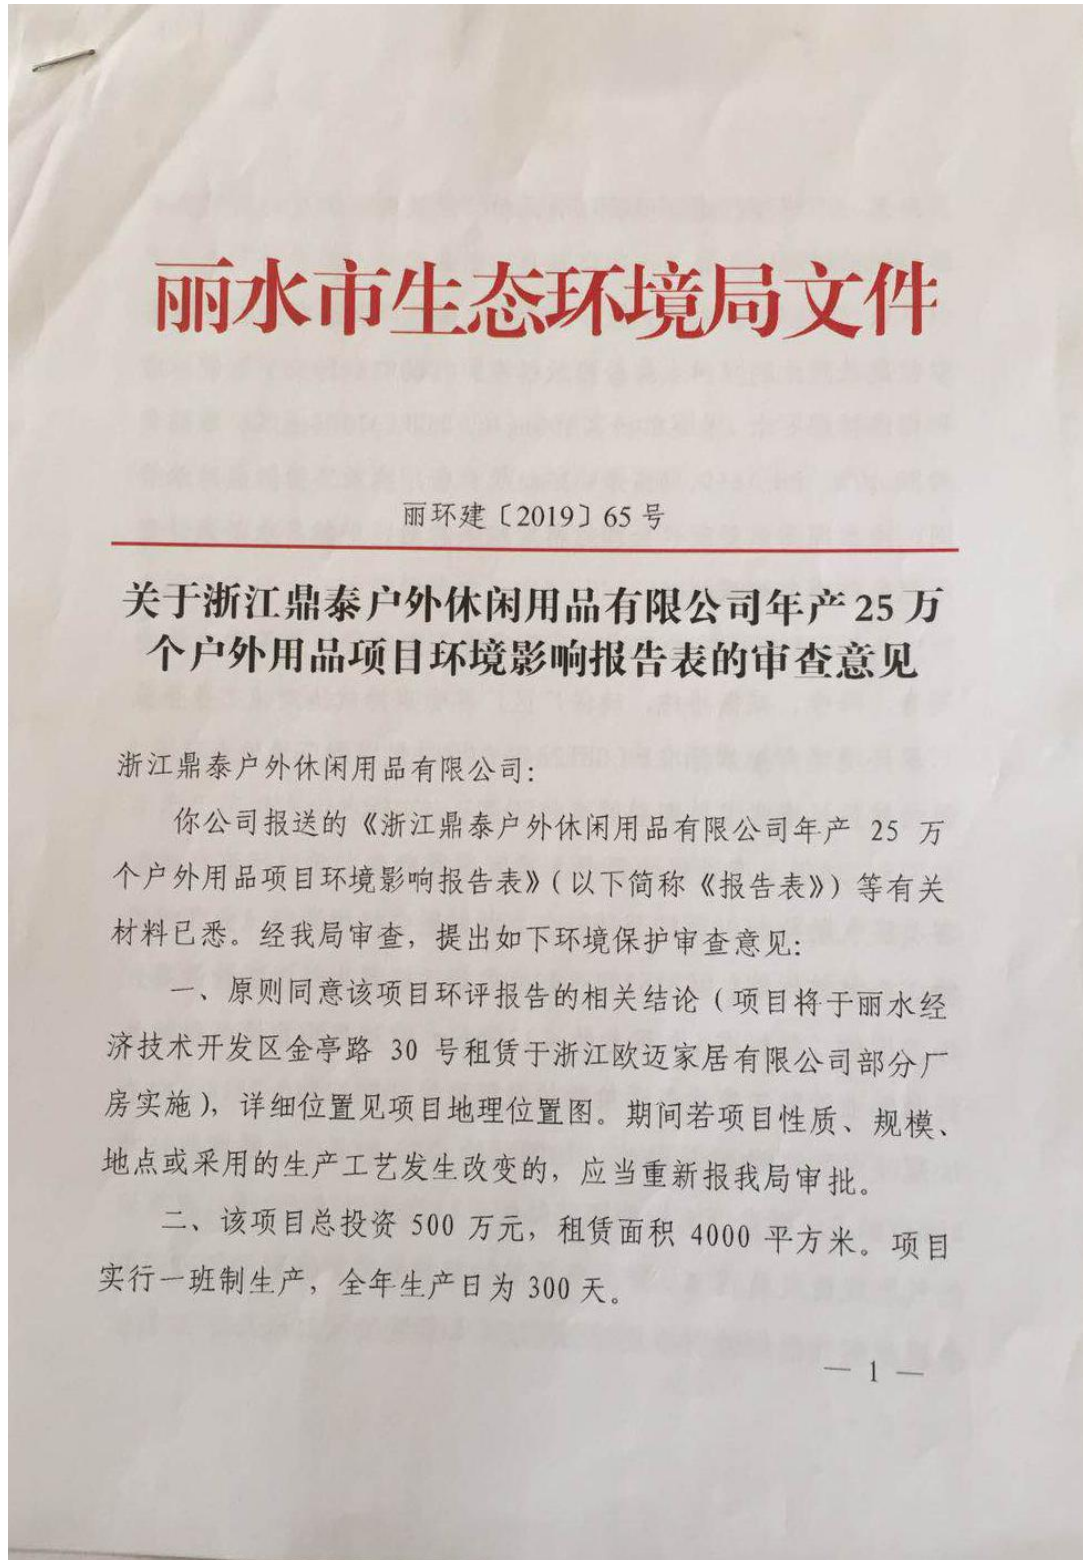 丽水市生态环境局文件
丽环建〔2019〕65号
关于浙江鼎泰户外休闲用品有限公司年产25万
个户外用品项目环境影响报告表的审查意见
浙江鼎泰户外休闲用品有限公司：
你公司报送的《浙江鼎泰户外休闲用品有限公司年产 25 万
个户外用品项目环境影响报告表》（以下简称《报告表》）等有关
材料已悉。经我局审查，提出如下环境保护审查意见：
一、原则同意该项目环评报告的相关结论（项目将于丽水经
济技术开发区金亭路 30 号租赁于浙江欧迈家居有限公司部分厂
房实施），详细位置见项目地理位置图。期间若项目性质、规模、
地点或采用的生产工艺发生改变的，应当重新报我局审批。
二、该项目总投资 500 万元，租赁面积 4000 平方米。项目
实行一班制生产，全年生产日为 300 天。
— 1 —